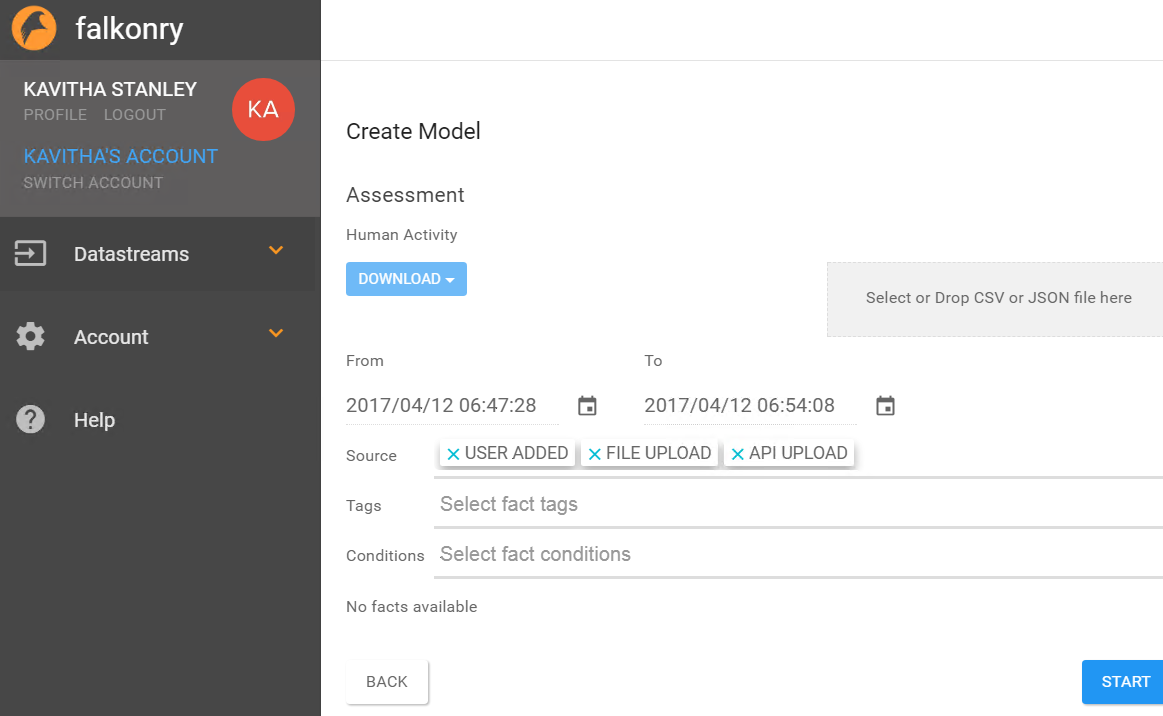 falkonry
KAVITHA STANLEY
PROFILE LOGOUT
KA
KAVITHA'S ACCOUNT
SWITCH ACCOUNT
Datastreams
Account
Help
Create Model
Assessment
Human Activity
DOWNLOAD
Select or Drop CSV or JSON file here
From To
2017/04/12 06:47:28 2017/04/12 06:54:08
Source USER ADDED FILE UPLOAD API UPLOAD
Tags Select fact tags
Conditions Select fact conditions
No facts available
BACK START